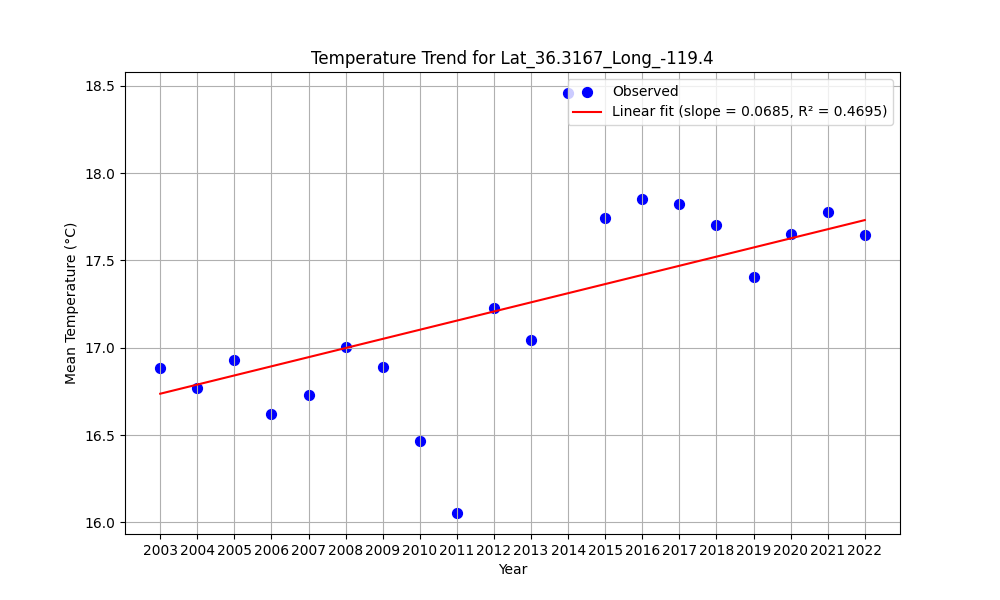 Temperature Trend for Lat_36.3167_Long_-119.4
Observed
Linear fit (slope = 0.0685, R² = 0.4695)
Mean Temperature (°C)
18.5
18.0
17.5
17.0
16.5
16.0
2003 2004 2005 2006 2007 2008 2009 2010 2011 2012 2013 2014 2015 2016 2017 2018 2019 2020 2021 2022
Year